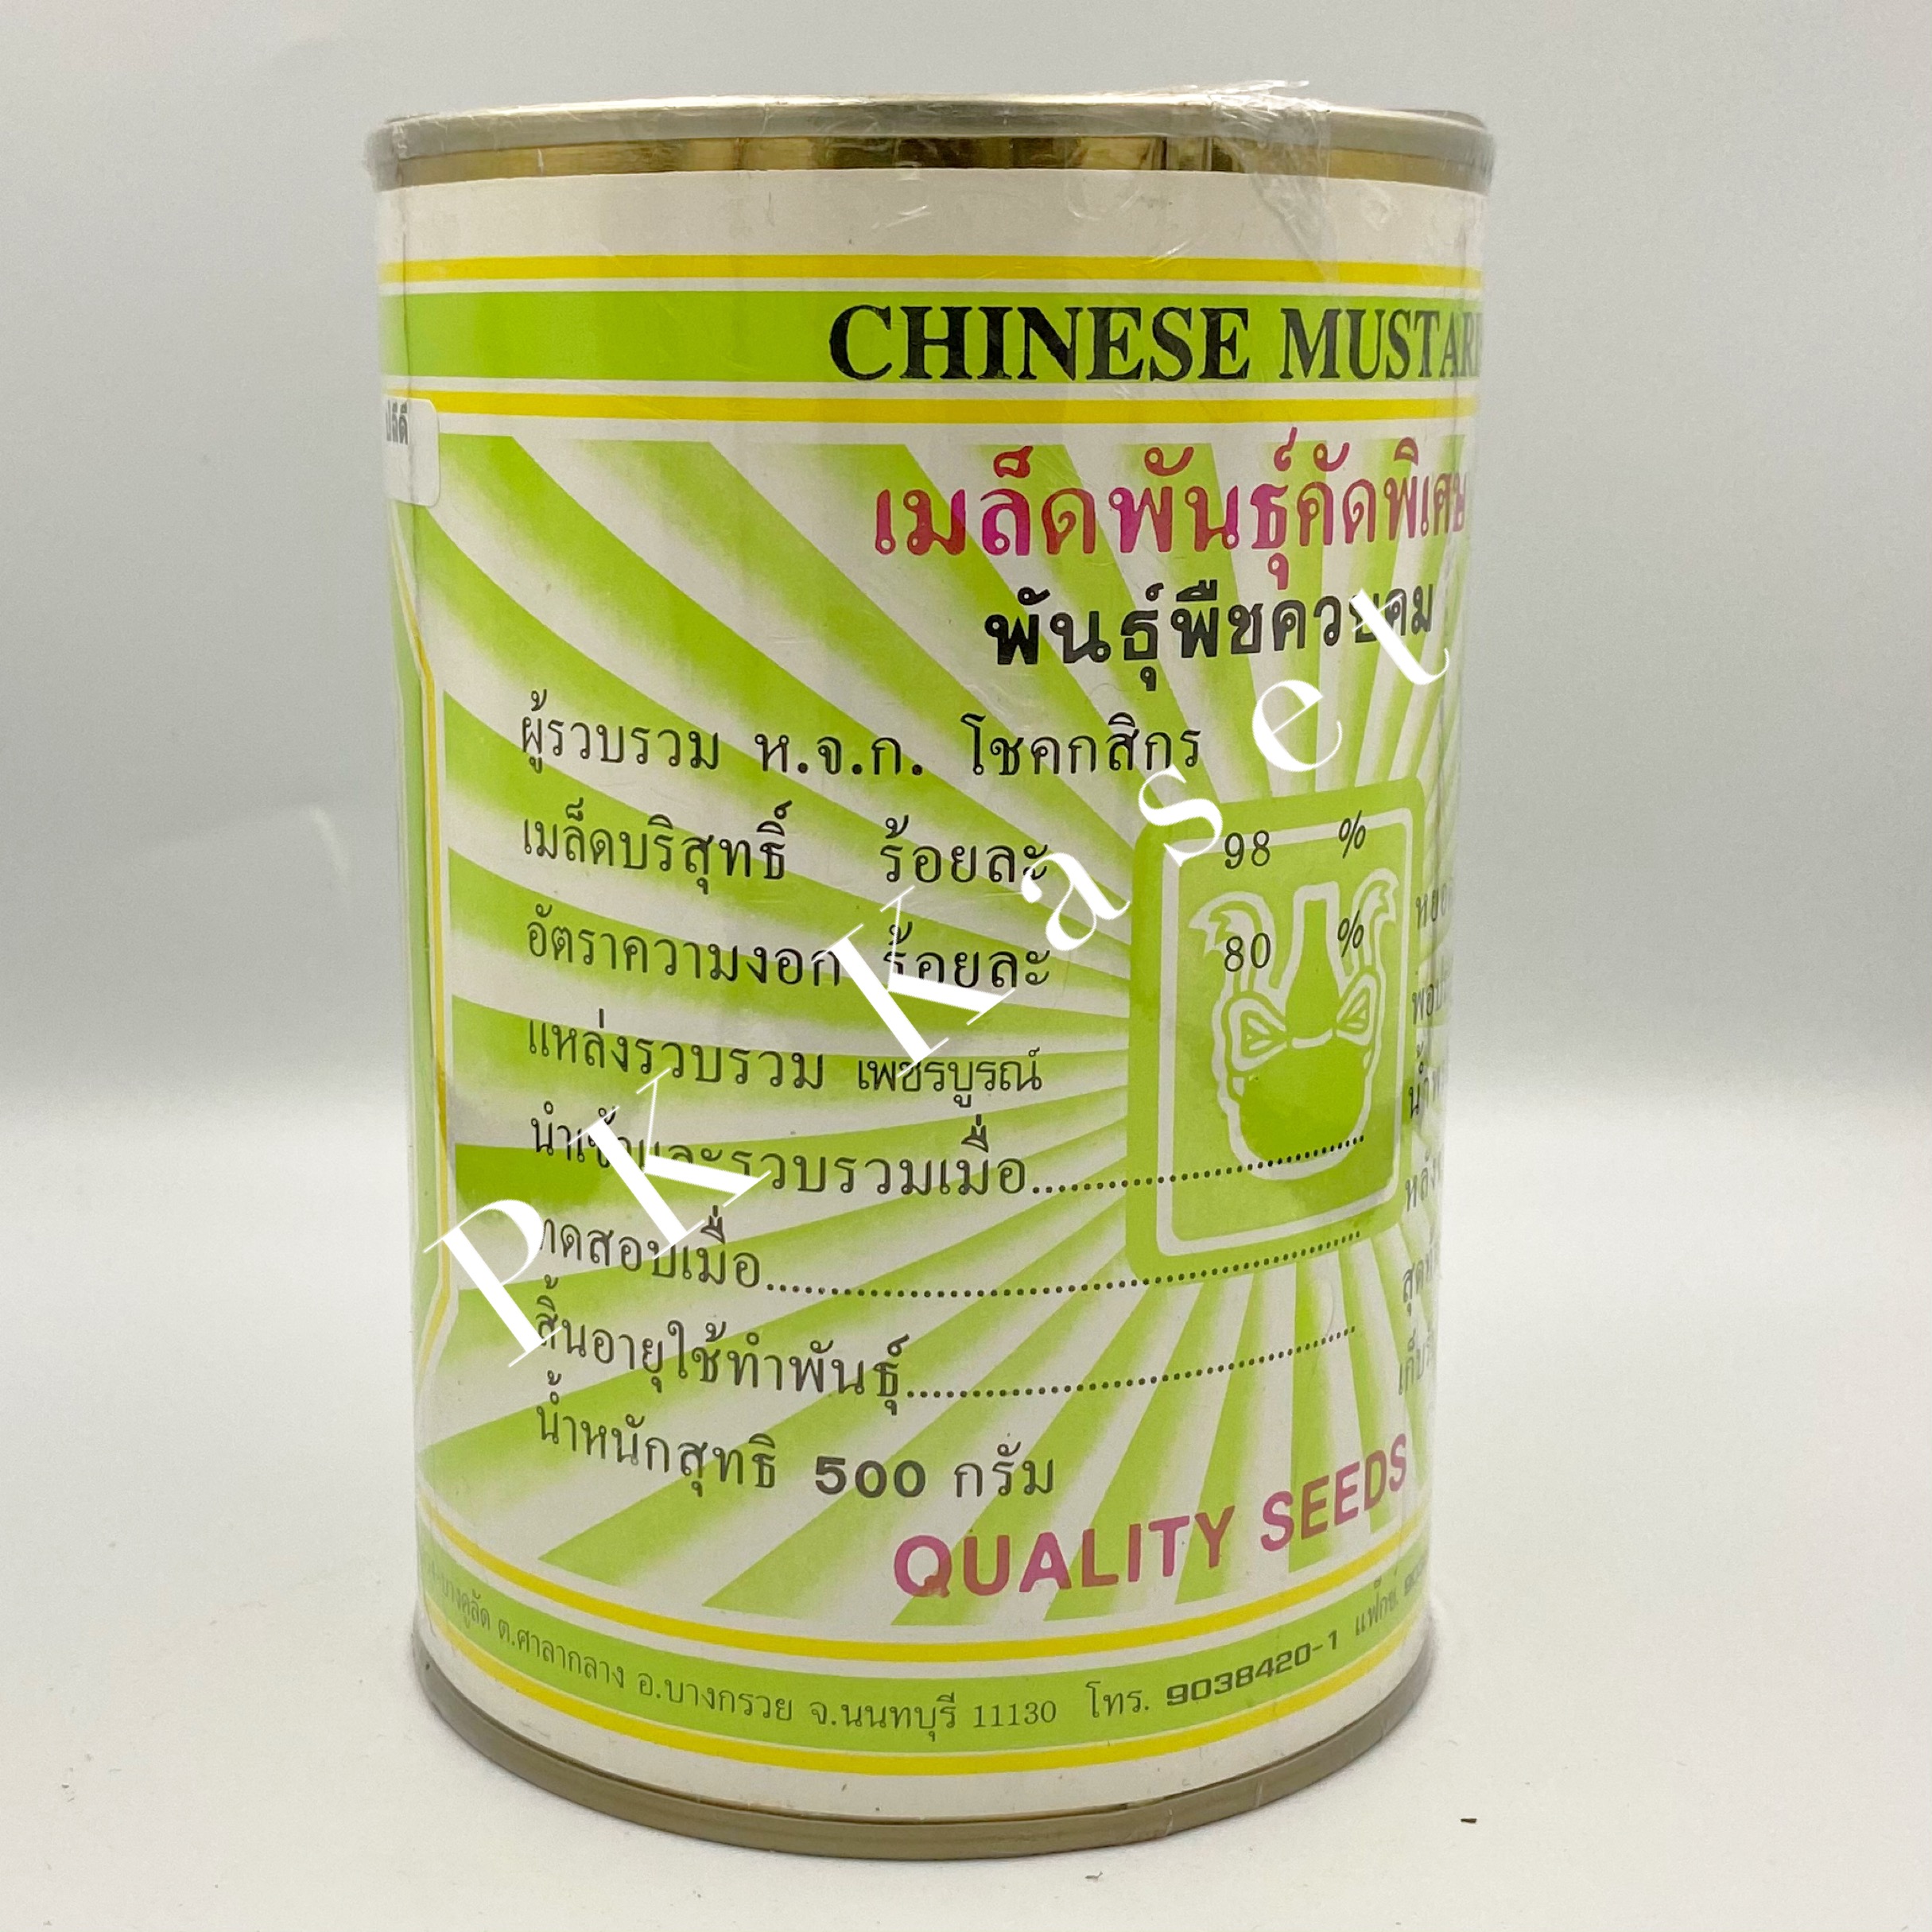 CHINESE MUSTARD
เมล็ดพันธุ์คัดพิเศษ
พันธุ์พืชควบคุม
ผู้รวบรวม ห.จ.ก. โชคกสิกร
เมล็ดบริสุทธิ์ ร้อยละ 98 %
อัตราความงอก ร้อยละ 80 %
แหล่งรวบรวม เพชรบูรณ์
นำเข้าและรวบรวมเมื่อ
ทดสอบเมื่อ
สิ้นอายุใช้ทำพันธุ์
น้ำหนักสุทธิ 500 กรัม
QUALITY SEEDS
ต.ศาลากลาง อ.บางกรวย จ.นนทบุรี 11130 โทร. 9038420-1 แฟ็กซ์.
PK Kaset